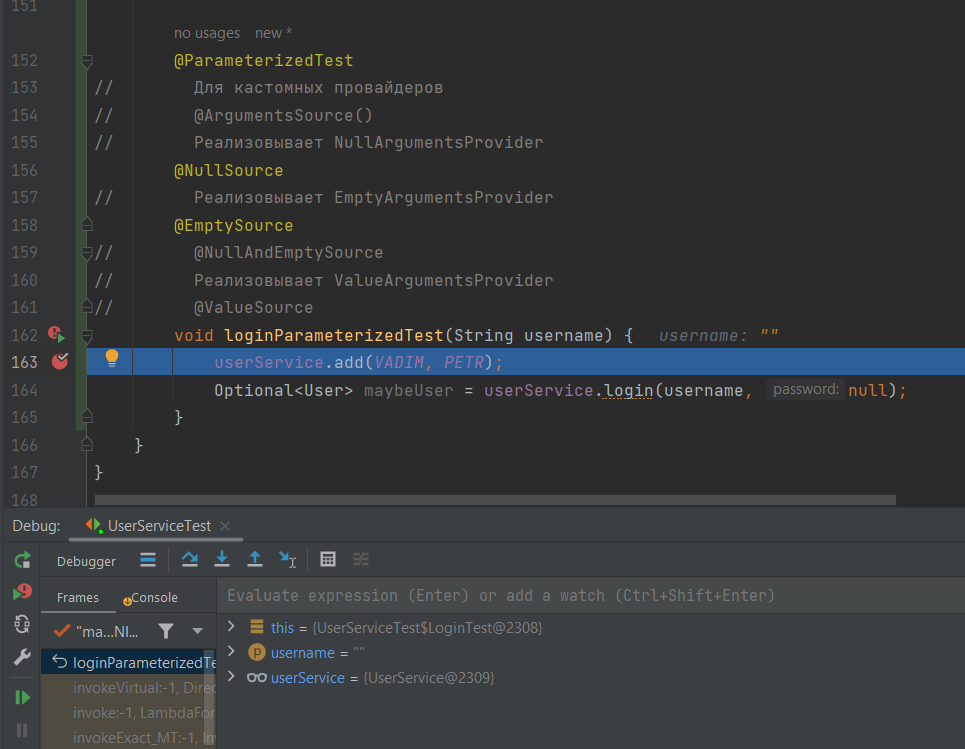 151
no usages new *
152 @ParameterizedTest
153 // Для кастомных провайдеров
154 // @ArgumentsSource()
155 // Реализовывает NullArgumentsProvider
156 @NullSource
157 // Реализовывает EmptyArgumentsProvider
158 @EmptySource
159 // @NullAndEmptySource
160 // Реализовывает ValueArgumentsProvider
161 // @ValueSource
162 void loginParameterizedTest(String username) { username: ""
163 userService.add(VADIM, PETR);
164 Optional<User> maybeUser = userService.login(username, password: null);
165 }
166 }
167 }
168
Debug: UserServiceTest
Debugger
Frames Console
Evaluate expression (Enter) or add a watch (Ctrl+Shift+Enter)
"ma...NI...
this = {UserServiceTest$LoginTest@2308}
username = ""
userService = {UserService@2309}
loginParameterizedTe
invokeVirtual:-1, Direc
invoke:-1, LambdaFor
invokeExact_MT:-1, In